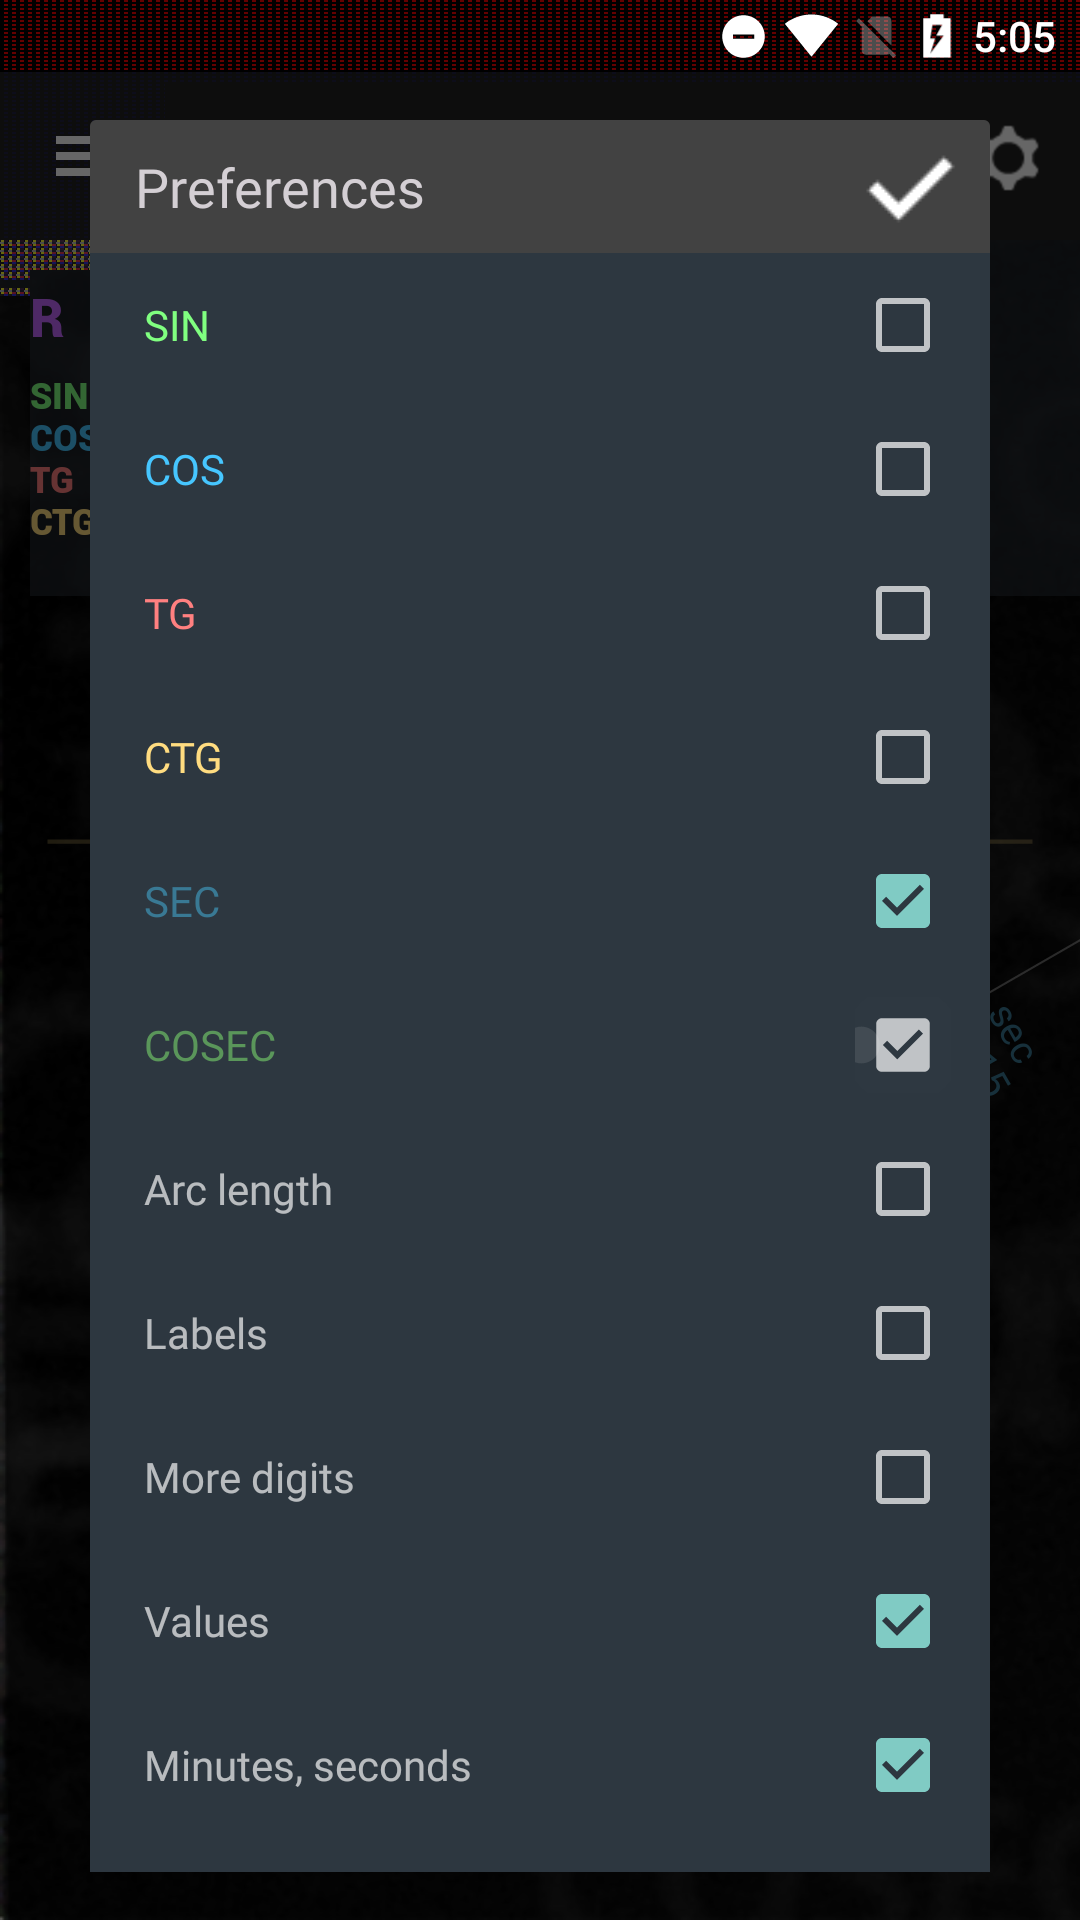 5:05
Preferences
R
SIN
COS
TG
CTG
SIN
COS
TG
CTG
SEC
COSEC
sec
Arc length
Labels
More digits
Values
Minutes, seconds